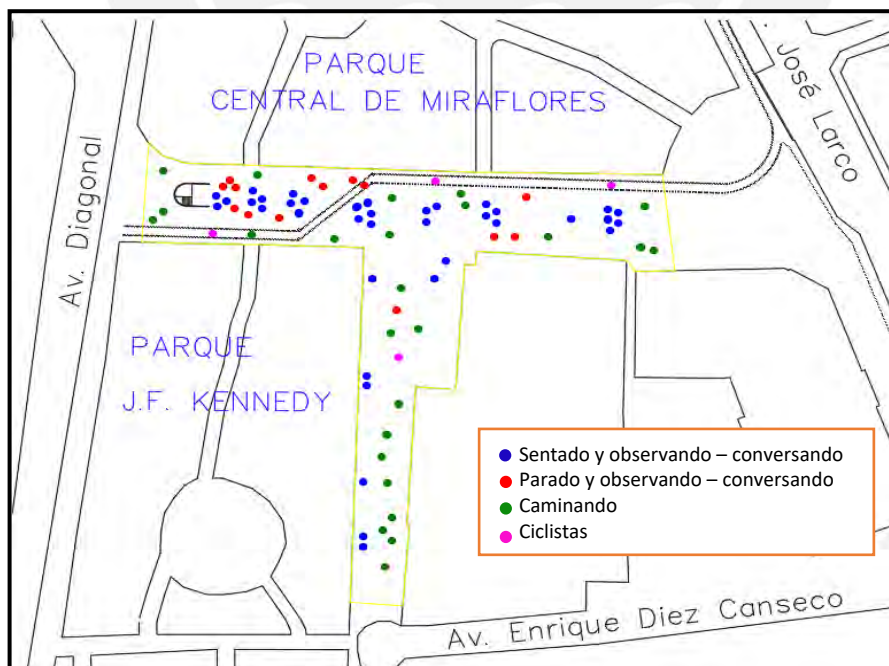 PARQUE
CENTRAL DE MIRAFLORES
José Larco
Av. Diagonal
PARQUE
J.F. KENNEDY
Sentado y observando – conversando
Parado y observando – conversando
Caminando
Ciclistas
Av. Enrique Diez Canseco